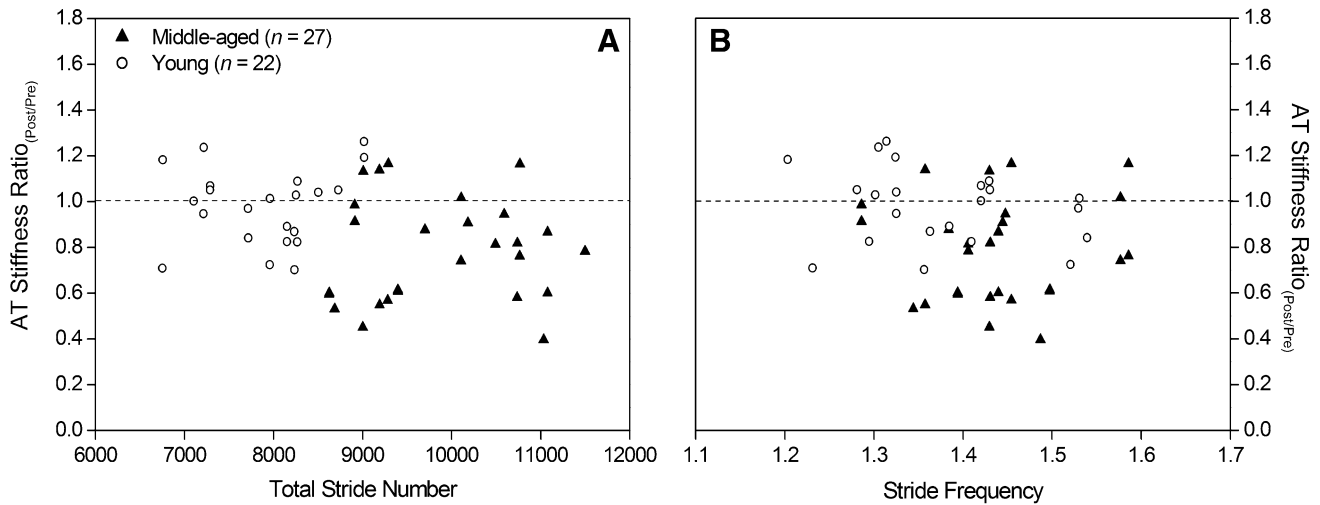 Middle-aged (n = 27)
Young (n = 22)
A
1.8
1.6
1.4
1.2
1.0
0.8
0.6
0.4
0.2
0.0
AT Stiffness Ratio(Post/Pre)
6000 7000 8000 9000 10000 11000 12000
Total Stride Number
B
1.8
1.6
1.4
1.2
1.0
0.8
0.6
0.4
0.2
0.0
AT Stiffness Ratio(Post/Pre)
1.1 1.2 1.3 1.4 1.5 1.6 1.7
Stride Frequency